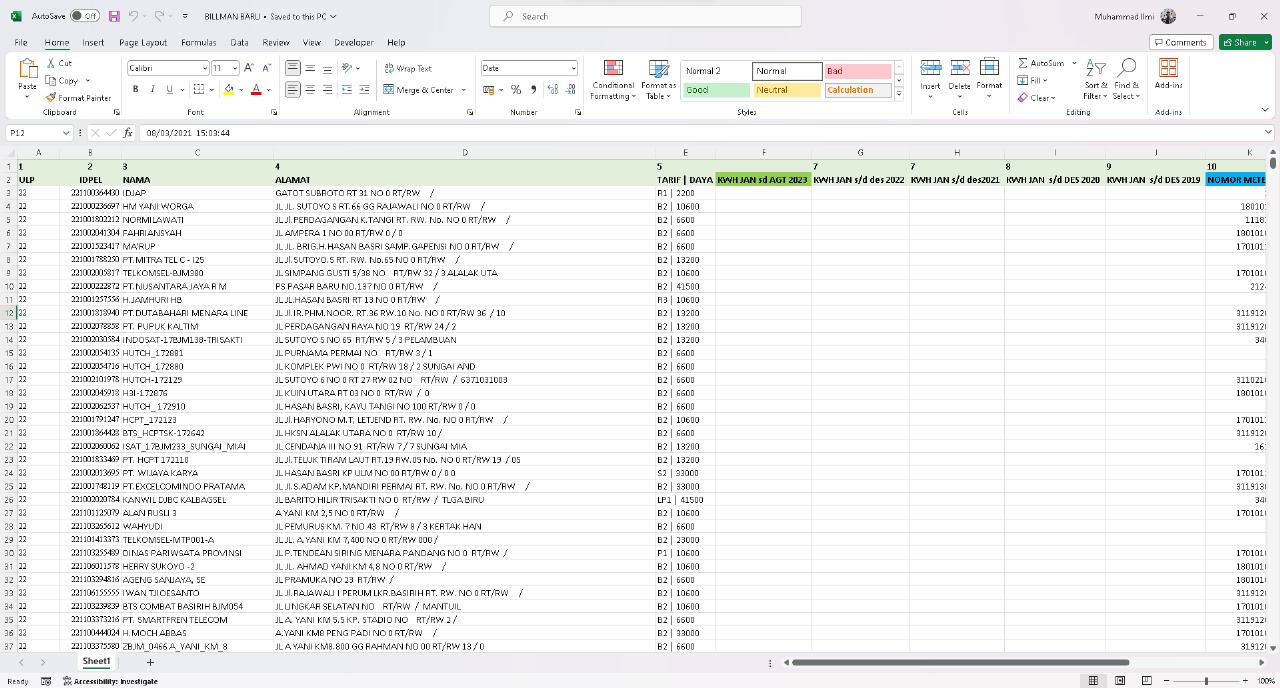 AutoSave Off BILLMAN BARU • Saved to this PC Search Muhammad Ilmi
File Home Insert Page Layout Formulas Data Review View Developer Help Comments Share
Paste Cut Copy Format Painter Clipboard
Calibri 11 Font
Wrap Text Merge & Center Alignment
Date Number
Conditional Formatting Format as Table
Normal 2 Normal Bad
Good Neutral Calculation
Styles
Insert Delete Format Cells
AutoSum Fill Clear Sort & Filter Find & Select Editing
Add-ins Add-ins
P12 fx 08/03/2021 15:03:44
A B C D E F G H I J K
1 1 2 3 4 5 6 7 7 8 9 10
2 ULP IDPEL NAMA ALAMAT TARIF | DAYA KWH JAN sd AGT 2023 KWH JAN s/d des 2022 KWH JAN s/d des2021 KWH JAN s/d DES 2020 KWH JAN s/d DES 2019 NOMOR METE
3 22 221100364430 IDJAP GATOT SUBROTO RT 31 NO 0 RT/RW / R1 | 2200
4 22 HM YANI WORGA JL JL. SUTOYO S RT.66 GG RAJAWALI NO 0 RT/RW / B2 | 10600 18010
5 22 221001802212 NORMILAWATI JL Jl.PERDAGANGAN K.TANGI RT. RW. No. NO 0 RT/RW / B2 | 6600 1118
6 22 221002041304 FAHRIANSYAH JL AMPERA 1 NO 00 RT/RW 0 / 0 B2 | 6600 180101
7 22 221001523417 MA'RUP JL JL. BRIG.H.HASAN BASRI SAMP.GAPENSI NO 0 RT/RW / B2 | 6600 170101
8 22 221001788256 PT.MITRA TEL C - I25 JL Jl.SUTOYO.S RT. RW. No.65 NO 0 RT/RW / B2 | 13200
9 22 221002005817 TELKOMSEL-BJM380 JL SIMPANG GUSTI 5/38 NO RT/RW 32 / 3 ALALAK UTA B2 | 10600 170101
10 22 221000222872 PT.NUSANTARA JAYA R M PS PASAR BARU NO.137 NO 0 RT/RW / B2 | 41500 212
11 22 221001257556 H.JAMHURI HB JL JL.HASAN BASRI RT 13 NO 0 RT/RW / R3 | 10600
12 22 221001818940 PT.DUTABAHARI MENARA LINE JL Jl.IR.PHM.NOOR. RT.36 RW.10 No. NO 0 RT/RW 36 / 10 B2 | 13200 311912
13 22 221002078858 PT. PUPUK KALTIM JL PERDAGANGAN RAYA NO 19 RT/RW 24 / 2 B2 | 13200 311912
14 22 221002030584 INDOSAT-17BJM138-TRISAKTI JL SUTOYO S NO 65 RT/RW 5 / 3 PELAMBUAN B2 | 13200 34
15 22 221002054135 HUTCH_172881 JL PURNAMA PERMAI NO RT/RW 3 / 1 B2 | 6600
16 22 221002054716 HUTCH_172880 JL KOMPLEK PWI NO 0 RT/RW 18 / 2 SUNGAI AND B2 | 6600
17 22 221002101978 HUTCH-172129 JL SUTOYO 6 NO 0 RT 27 RW 02 NO RT/RW / 6371031003 B2 | 6600 311021
18 22 221002045918 H3I-172876 JL KUIN UTARA RT 03 NO 0 RT/RW / 0 B2 | 6600 180101
19 22 221002062537 HUTCH_172910 JL HASAN BASRI, KAYU TANGI NO 100 RT/RW 0 / 0 B2 | 6600
20 22 221001791247 HCPT_172123 JL Jl.HARYONO M.T, LETJEND RT. RW. No. NO 0 RT/RW / B2 | 10600 17010
21 22 221001864428 BTS_HCPTSK-172642 JL HKSN ALALAK UTARA NO 0 RT/RW 10 / B2 | 6600 311912
22 22 221002060062 ISAT_17BJM283_SUNGAI_MIAI JL CENDANA II NO 91 RT/RW 7 / 7 SUNGAI MIA B2 | 13200 16
23 22 221001833469 PT. HCPT 172118 JL Jl.TELUK TIRAM LAUT RT.19 RW.05 No. NO 0 RT/RW 19 / 05 B2 | 13200
24 22 221002013695 PT. WIJAYA KARYA JL HASAN BASRI KP ULM NO 00 RT/RW 0 / 0 0 S2 | 33000 17010
25 22 221001748119 PT.EXCELCOMINDO PRATAMA JL Jl.S.ADAM KP.MANDIRI PERMAI RT. RW. No. NO 0 RT/RW / B2 | 33000 311913
26 22 221002020784 KANWIL DJBC KALBAGSEL JL BARITO HILIR TRISAKTI NO 0 RT/RW / TLGA BIRU LP1 | 41500 34
27 22 221101125079 ALAN RUSLI 3 A YANI KM 2,5 NO 0 RT/RW / B2 | 10600 170101
28 22 221103265612 WAHYUDI JL PEMURUS KM. 7 NO 43 RT/RW 8 / 3 KERTAK HAN B2 | 6600
29 22 221101413373 TELKOMSEL-MTP001-A JL JL. A.YANI KM 7,400 NO 0 RT/RW 000 / B2 | 23000
30 22 221103255489 DINAS PARIWSATA PROVINSI JL P.TENDEAN SIRING MENARA PANDANG NO 0 RT/RW / P1 | 10600 170101
31 22 221106011578 HERRY SUKOYO -2 JL JL. AHMAD YANI KM 4,8 NO 0 RT/RW / B2 | 10600 180101
32 22 221103294816 AGENG SANJAYA, SE JL PRAMUKA NO 23 RT/RW / B2 | 6600 180101
33 22 221106155555 IWAN TJIOESANTO JL Jl.RAJAWALI I PERUM LKR.BASIRIH RT. RW. NO 0 RT/RW / B2 | 10600 311912
34 22 221103239839 BTS COMBAT BASIRIH BJM054 JL LINGKAR SELATAN NO RT/RW / MANTUIL B2 | 10600 170101
35 22 221103373216 PT. SMARTFREN TELECOM JL A. YANI KM 5.5 KP. STADIO NO RT/RW 2 / B2 | 6600 311912
36 22 221100444024 H.MOCH ABBAS A.YANI KM8 PENG PADI NO 0 RT/RW / B2 | 33000 170101
37 22 221103375580 ZBJM_0466 A_YANI_KM_8 JL A YANI KM8.800 GG RAHMAN NO 00 RT/RW 13 / 0 B2 | 6600 31912
Sheet1
Ready Accessibility: Investigate 100%